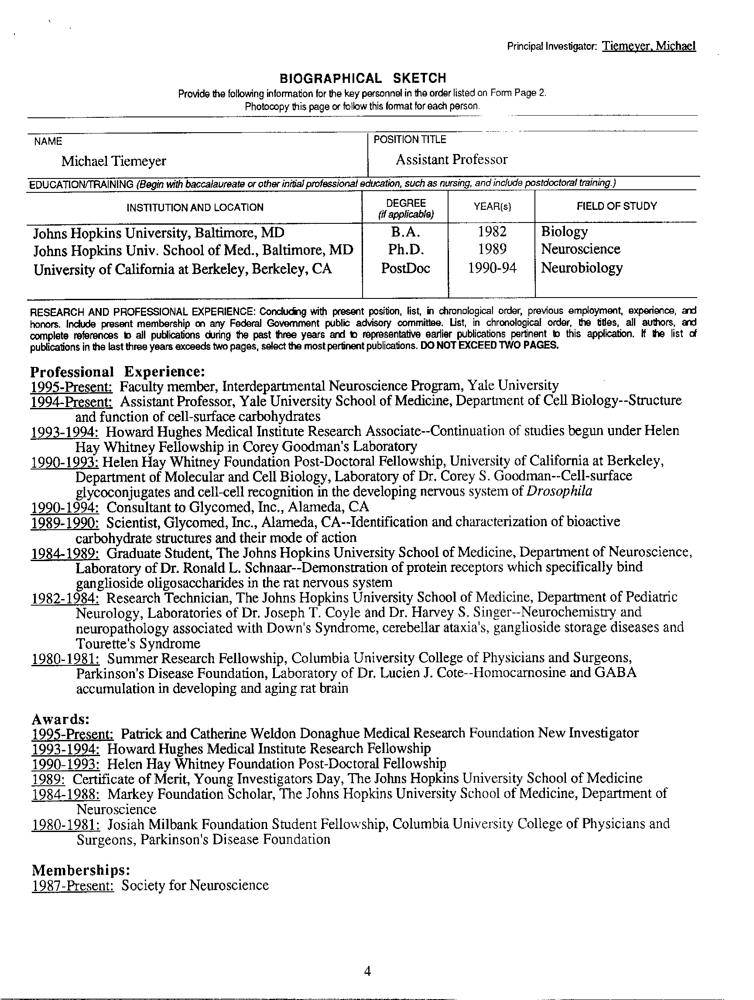 Principal Investigator: Tiemeyer, Michael
BIOGRAPHICAL SKETCH
Provide the following information for the key personnel in the order listed on Form Page 2.
Photocopy this page or follow this format for each person.
NAME
Michael Tiemeyer
POSITION TITLE
Assistant Professor
EDUCATION/TRAINING (Begin with baccalaureate or other initial professional education, such as nursing, and include postdoctoral training.)
INSTITUTION AND LOCATION
DEGREE
(if applicable)
YEAR(s)
FIELD OF STUDY
Johns Hopkins University, Baltimore, MD B.A. 1982 Biology
Johns Hopkins Univ. School of Med., Baltimore, MD Ph.D. 1989 Neuroscience
University of California at Berkeley, Berkeley, CA PostDoc 1990-94 Neurobiology
RESEARCH AND PROFESSIONAL EXPERIENCE: Concluding with present position, list, in chronological order, previous employment, experience, and
honors. Include present membership on any Federal Government public advisory committee. List, in chronological order, the titles, all authors, and
complete references to all publications during the past three years and to representative earlier publications pertinent to this application. If the list of
publications in the last three years exceeds two pages, select the most pertinent publications. DO NOT EXCEED TWO PAGES.
Professional Experience:
1995-Present: Faculty member, Interdepartmental Neuroscience Program, Yale University
1994-Present: Assistant Professor, Yale University School of Medicine, Department of Cell Biology--Structure
and function of cell-surface carbohydrates
1993-1994: Howard Hughes Medical Institute Research Associate--Continuation of studies begun under Helen
Hay Whitney Fellowship in Corey Goodman's Laboratory
1990-1993: Helen Hay Whitney Foundation Post-Doctoral Fellowship, University of California at Berkeley,
Department of Molecular and Cell Biology, Laboratory of Dr. Corey S. Goodman--Cell-surface
glycoconjugates and cell-cell recognition in the developing nervous system of Drosophila
1990-1994: Consultant to Glycomed, Inc., Alameda, CA
1989-1990: Scientist, Glycomed, Inc., Alameda, CA--Identification and characterization of bioactive
carbohydrate structures and their mode of action
1984-1989: Graduate Student, The Johns Hopkins University School of Medicine, Department of Neuroscience,
Laboratory of Dr. Ronald L. Schnaar--Demonstration of protein receptors which specifically bind
ganglioside oligosaccharides in the rat nervous system
1982-1984: Research Technician, The Johns Hopkins University School of Medicine, Department of Pediatric
Neurology, Laboratories of Dr. Joseph T. Coyle and Dr. Harvey S. Singer--Neurochemistry and
neuropathology associated with Down's Syndrome, cerebellar ataxia's, ganglioside storage diseases and
Tourette's Syndrome
1980-1981: Summer Research Fellowship, Columbia University College of Physicians and Surgeons,
Parkinson's Disease Foundation, Laboratory of Dr. Lucien J. Cote--Homocarnosine and GABA
accumulation in developing and aging rat brain
Awards:
1995-Present: Patrick and Catherine Weldon Donaghue Medical Research Foundation New Investigator
1993-1994: Howard Hughes Medical Institute Research Fellowship
1990-1993: Helen Hay Whitney Foundation Post-Doctoral Fellowship
1989: Certificate of Merit, Young Investigators Day, The Johns Hopkins University School of Medicine
1984-1988: Markey Foundation Scholar, The Johns Hopkins University School of Medicine, Department of
Neuroscience
1980-1981: Josiah Milbank Foundation Student Fellowship, Columbia University College of Physicians and
Surgeons, Parkinson's Disease Foundation
Memberships:
1987-Present: Society for Neuroscience
4